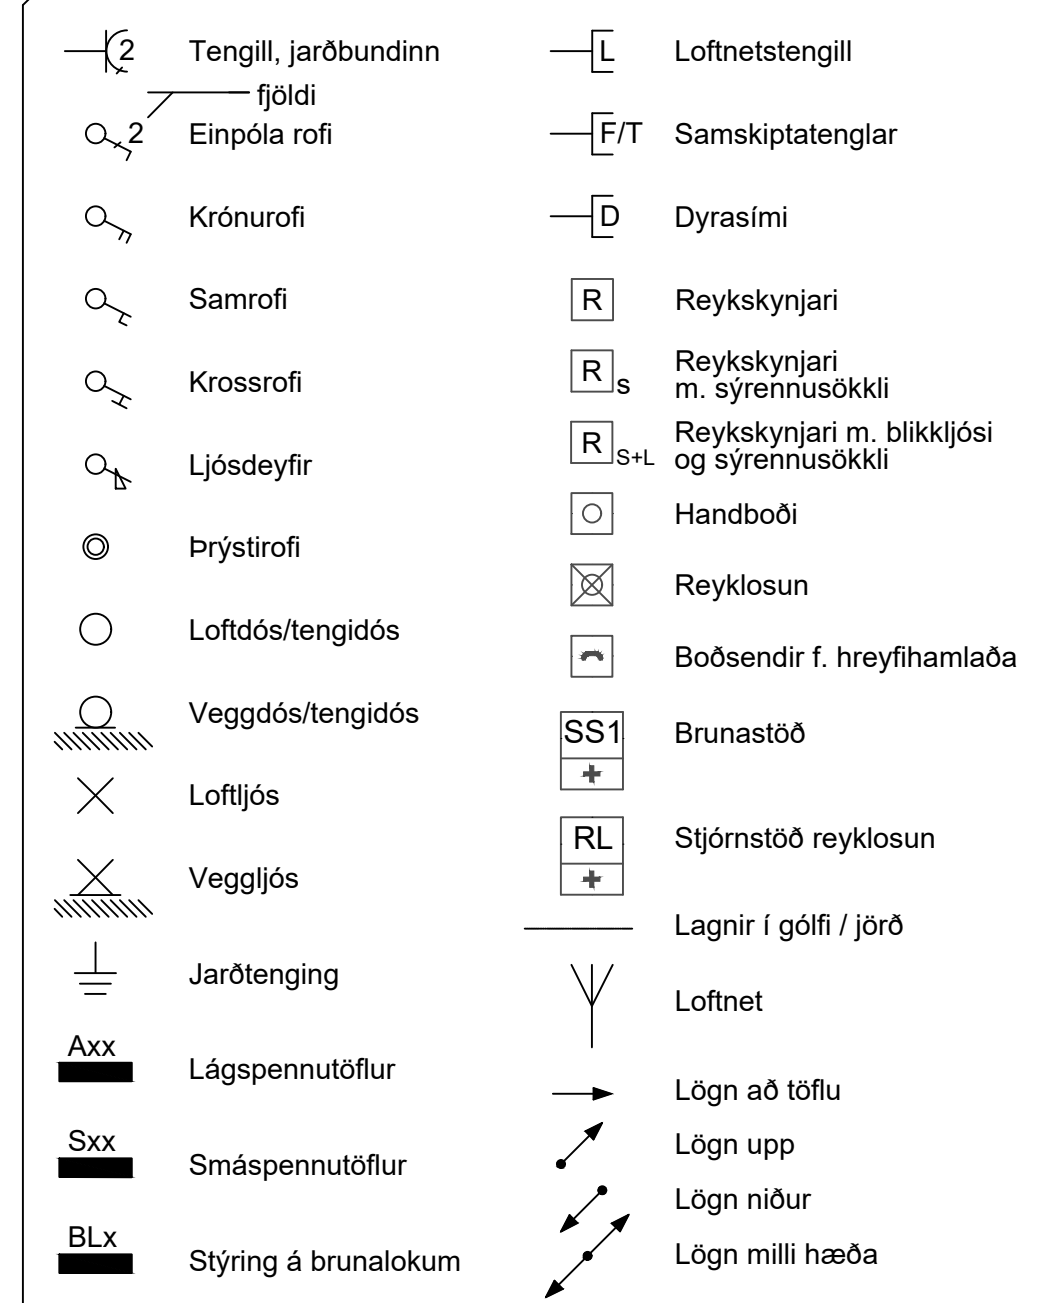 2 Tengill, jarðbundinn
fjöldi
2 Einpóla rofi
Krónurofi
Samrofi
Krossrofi
Ljósdeyfir
Þrýstirofi
Loftdós/tengidós
Veggdós/tengidós
Loftljós
Veggljós
Jarðtenging
Axx
Lágspennutöflur
Sxx
Smáspennutöflur
BLx
Stýring á brunalokum
L Loftnetstengill
F/T Samskiptatenglar
D Dyrasími
R Reykskynjari
R s Reykskynjari
m. sýrennusökkli
R S+L Reykskynjari m. blikkljósi
og sýrennusökkli
Handboði
Reyklosun
Boðsendir f. hreyfihamlaða
SS1 Brunastöð
RL Stjórnstöð reyklosun
Lagnir í gólfi / jörð
Loftnet
Lögn að töflu
Lögn upp
Lögn niður
Lögn milli hæða